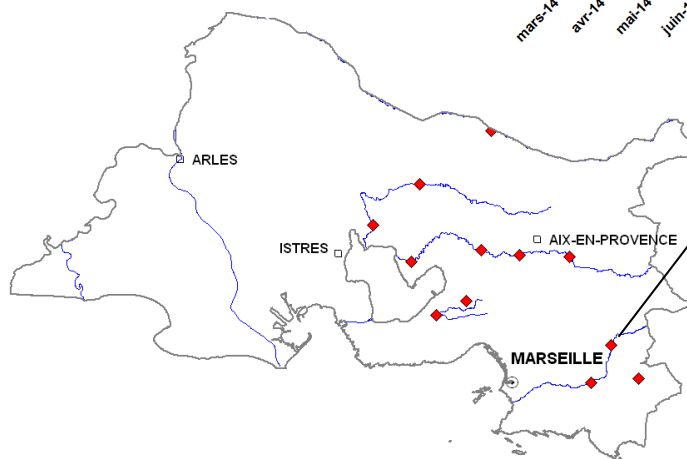 mars-14
avr-14
mai-14
ARLES
AIX-EN-PROVENCE
ISTRES
MARSEILLE